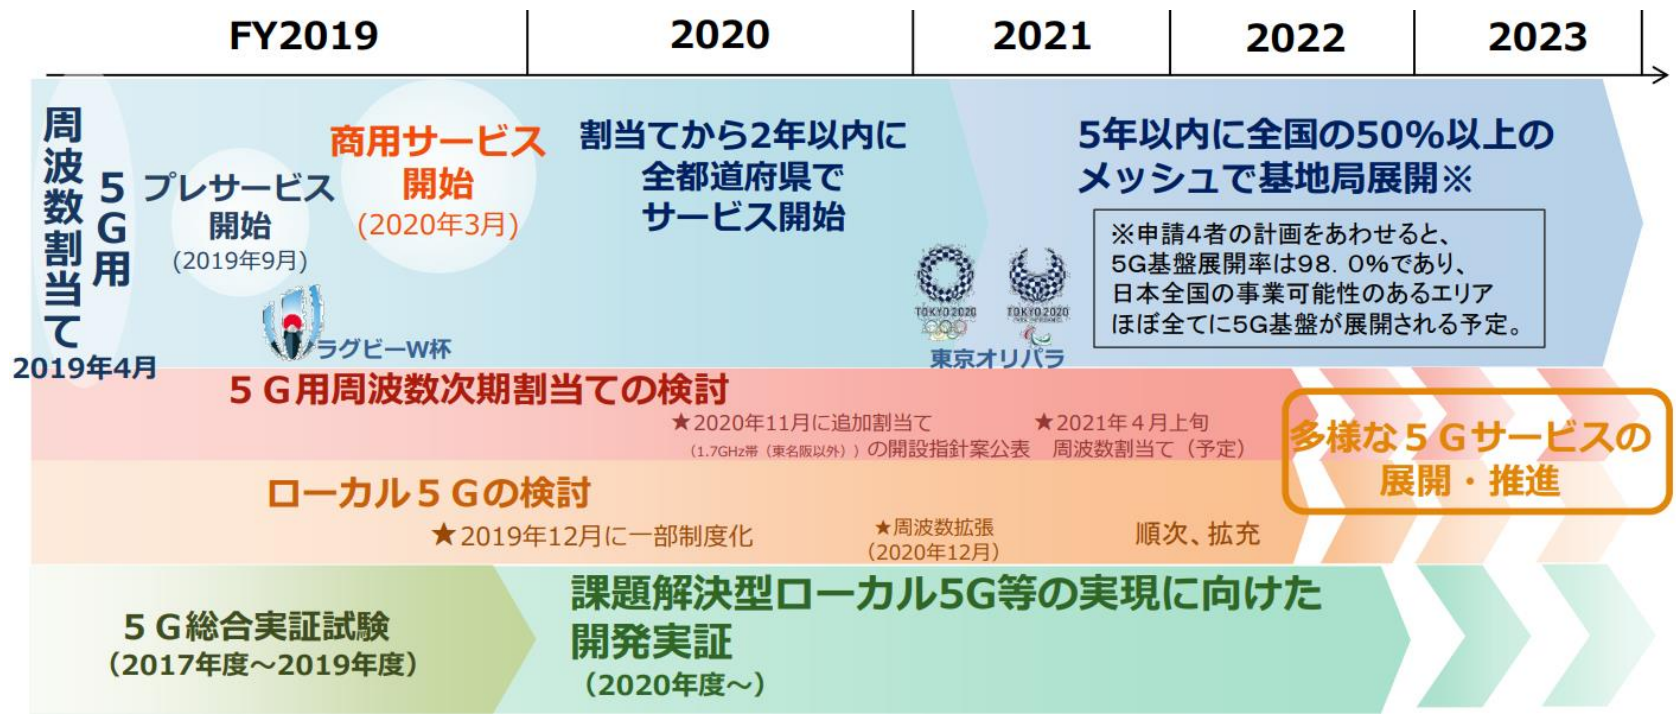 FY2019
2020
2021
2022
2023
周波数割当て
5G用
2019年4月
プレサービス
開始
(2019年9月)
ラグビーW杯
商用サービス
開始
(2020年3月)
割当てから2年以内に
全都道府県で
サービス開始
TOKYO 2020
TOKYO 2020
東京オリパラ
5年以内に全国の50%以上の
メッシュで基地局展開※
※申請4者の計画をあわせると、
5G基盤展開率は98.0%であり、
日本全国の事業可能性のあるエリア
ほぼ全てに5G基盤が展開される予定。
5G用周波数次期割当ての検討
★2020年11月に追加割当て
(1.7GHz帯(東名阪以外))の開設指針案公表
★2021年4月上旬
周波数割当て(予定)
ローカル5Gの検討
★2019年12月に一部制度化
★周波数拡張
(2020年12月)
順次、拡充
多様な5Gサービスの
展開・推進
5G総合実証試験
(2017年度～2019年度)
課題解決型ローカル5G等の実現に向けた
開発実証
(2020年度～)